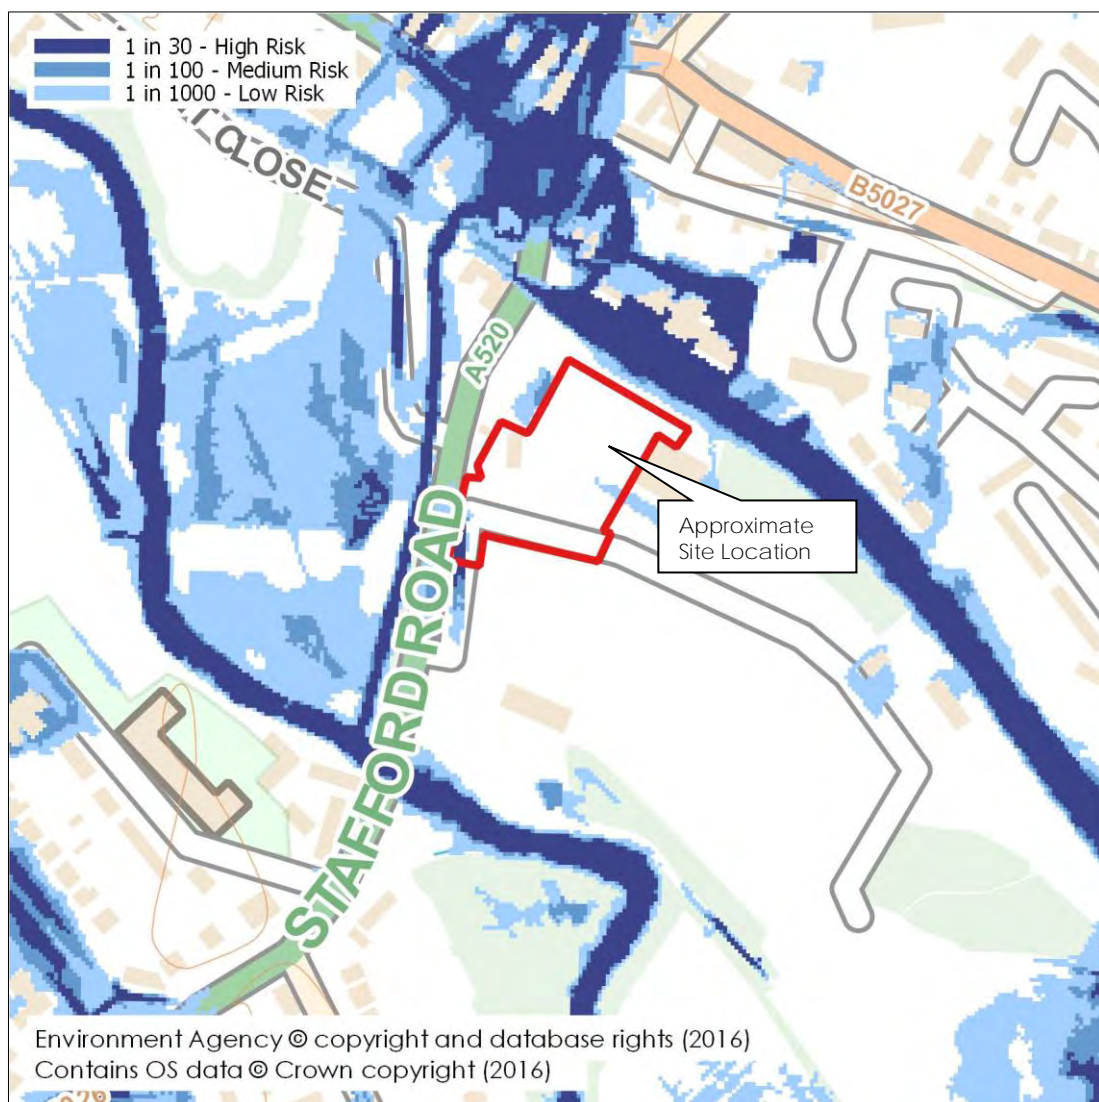 1 in 30 - High Risk
1 in 100 - Medium Risk
1 in 1000 - Low Risk
CLOSE
B5027
A520
Approximate
Site Location
STAFFORD ROAD
Environment Agency © copyright and database rights (2016)
Contains OS data © Crown copyright (2016)